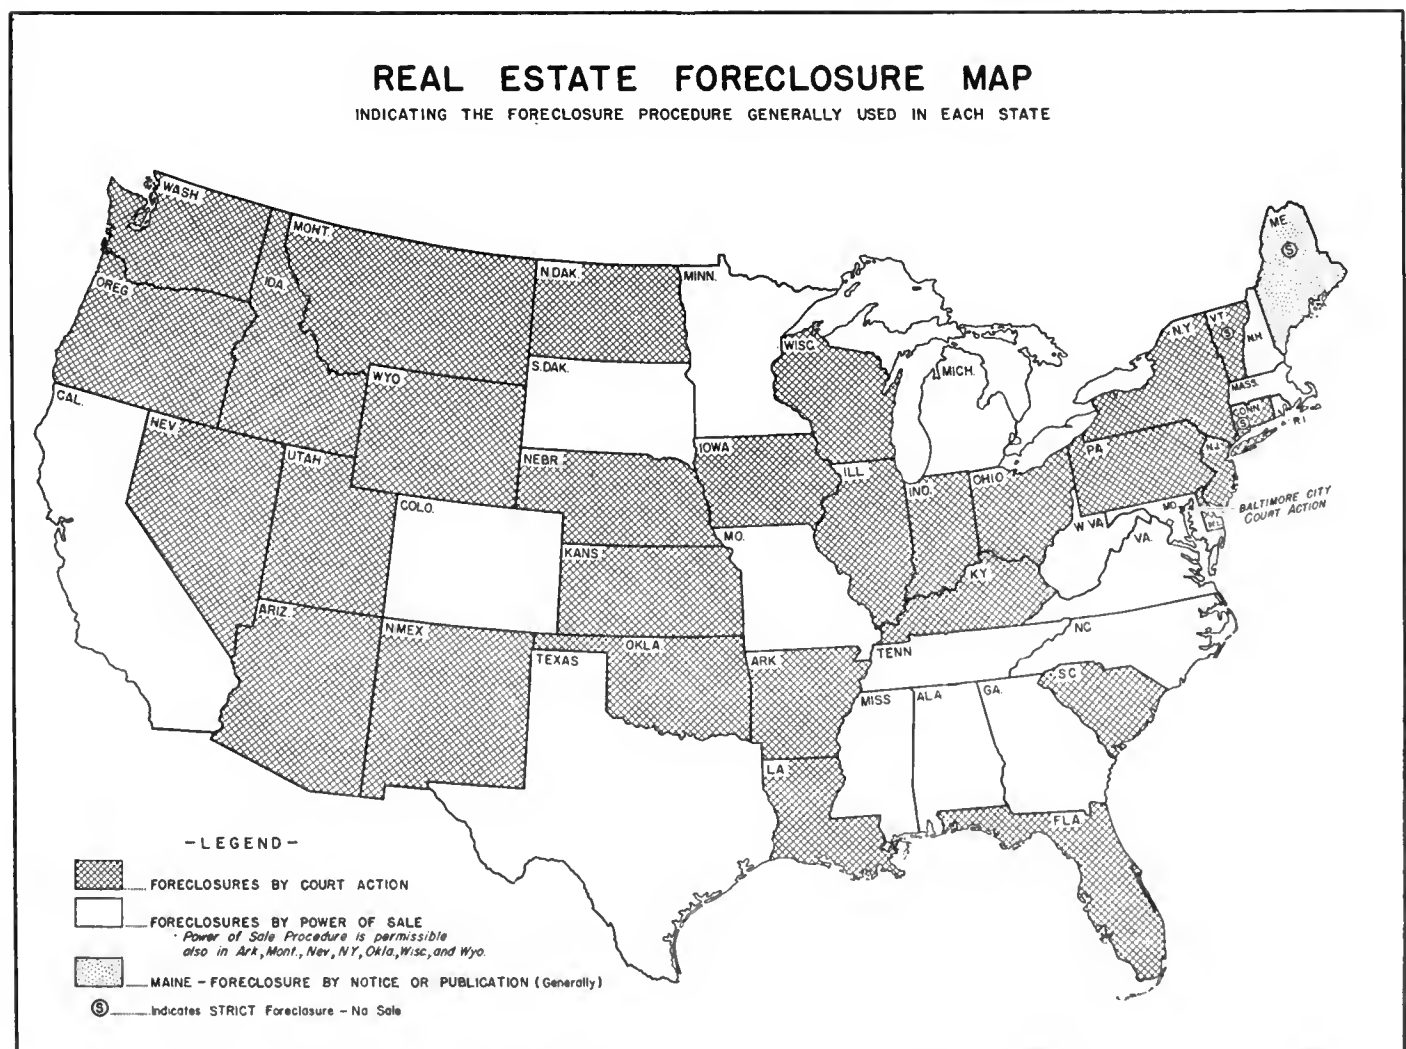 REAL ESTATE FORECLOSURE MAP
INDICATING THE FORECLOSURE PROCEDURE GENERALLY USED IN EACH STATE
WASH
MONT.
N.DAK.
MINN.
ME.
S
OREG
IDA.
S.DAK.
WISC.
MICH.
N.Y
VT.
S
N.H
MASS.
CONN
S
R I
CAL.
NEV.
WYO
UTAH
NEBR
IOWA
ILL
IND.
OHIO
PA
N.J.
COLO.
KANS
MO.
KY
W VA
VA.
MD
DEL
BALTIMORE CITY
COURT ACTION
ARIZ.
N.MEX
OKLA.
TEXAS
ARK
TENN
NC
SC
MISS
ALA
GA.
LA
FLA.
-LEGEND-
FORECLOSURES BY COURT ACTION
FORECLOSURES BY POWER OF SALE
· Power of Sale Procedure is permissible
also in Ark., Mont., Nev., NY, Okla., Wisc., and Wyo.
MAINE - FORECLOSURE BY NOTICE OR PUBLICATION (Generally)
S Indicates STRICT Foreclosure - No Sale